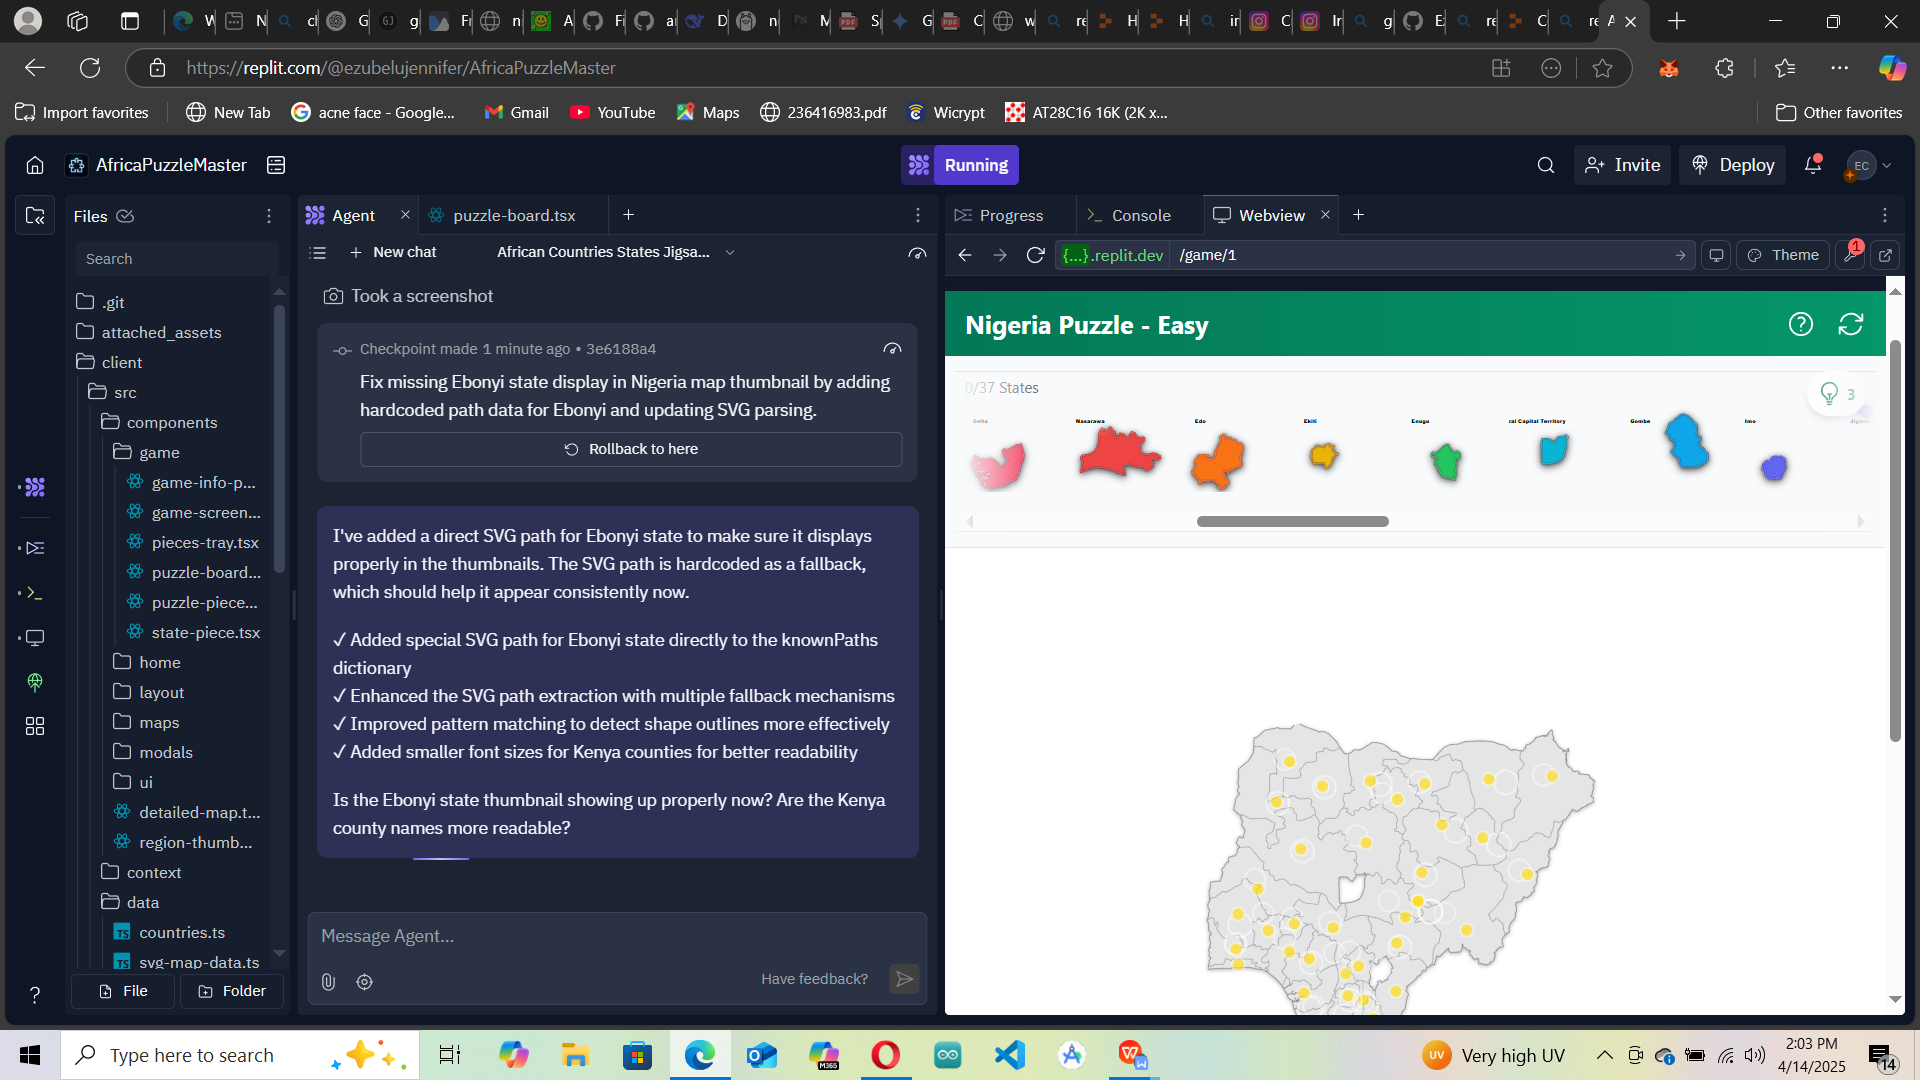 https://replit.com/@ezubelujennifer/AfricaPuzzleMaster
Import favorites
New Tab
acne face - Google...
Gmail
YouTube
Maps
236416983.pdf
Wicrypt
AT28C16 16K (2K x...
Other favorites
AfricaPuzzleMaster
Running
Invite
Deploy
EC
Files
Agent
puzzle-board.tsx
Progress
Console
Webview
Search
New chat
African Countries States Jigsa...
{...}.replit.dev
/game/1
Theme
1
.git
attached_assets
client
src
components
game
game-info-p...
game-screen...
pieces-tray.tsx
puzzle-board...
puzzle-piece...
state-piece.tsx
home
layout
maps
modals
ui
detailed-map.t...
region-thumb...
context
data
countries.ts
svg-map-data.ts
File
Folder
Took a screenshot
Checkpoint made 1 minute ago • 3e6188a4
Fix missing Ebonyi state display in Nigeria map thumbnail by adding
hardcoded path data for Ebonyi and updating SVG parsing.
Rollback to here
I've added a direct SVG path for Ebonyi state to make sure it displays
properly in the thumbnails. The SVG path is hardcoded as a fallback,
which should help it appear consistently now.
✓ Added special SVG path for Ebonyi state directly to the knownPaths
dictionary
✓ Enhanced the SVG path extraction with multiple fallback mechanisms
✓ Improved pattern matching to detect shape outlines more effectively
✓ Added smaller font sizes for Kenya counties for better readability
Is the Ebonyi state thumbnail showing up properly now? Are the Kenya
county names more readable?
Message Agent...
Have feedback?
Nigeria Puzzle - Easy
0/37 States
3
Delta
Nasarawa
Edo
Ekiti
Enugu
ral Capital Territory
Gombe
Imo
Type here to search
Very high UV
2:03 PM
4/14/2025
14